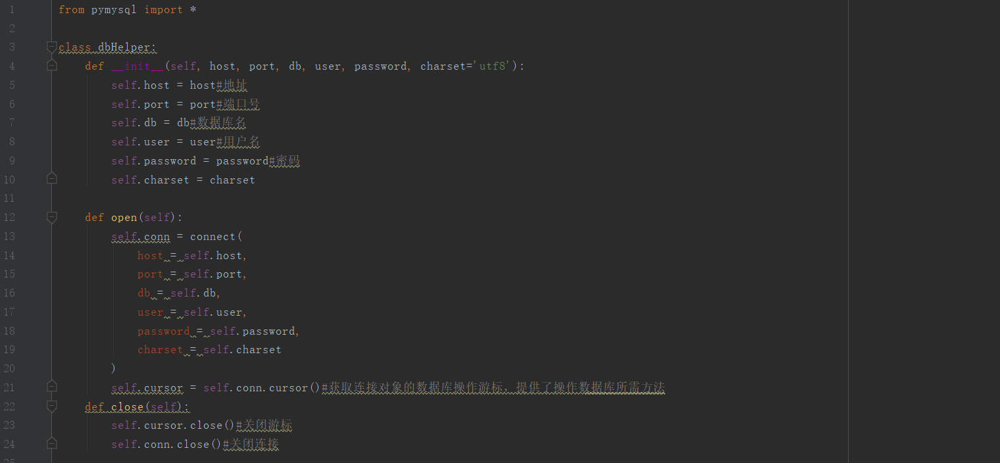 1 from pymysql import *
2
3 class dbHelper:
4     def __init__(self, host, port, db, user, password, charset='utf8'):
5         self.host = host#地址
6         self.port = port#端口号
7         self.db = db#数据库名
8         self.user = user#用户名
9         self.password = password#密码
10         self.charset = charset
11
12     def open(self):
13         self.conn = connect(
14             host = self.host,
15             port = self.port,
16             db = self.db,
17             user = self.user,
18             password = self.password,
19             charset = self.charset
20         )
21         self.cursor = self.conn.cursor()#获取连接对象的数据库操作游标，提供了操作数据库所需方法
22     def close(self):
23         self.cursor.close()#关闭游标
24         self.conn.close()#关闭连接
25